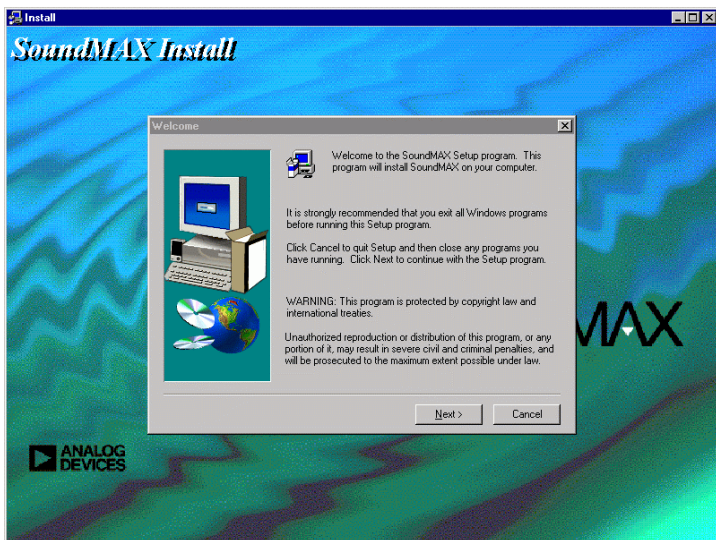 Install
SoundMAX Install
Welcome
Welcome to the SoundMAX Setup program. This
program will install SoundMAX on your computer.
It is strongly recommended that you exit all Windows programs
before running this Setup program.
Click Cancel to quit Setup and then close any programs you
have running. Click Next to continue with the Setup program.
WARNING: This program is protected by copyright law and
international treaties.
Unauthorized reproduction or distribution of this program, or any
portion of it, may result in severe civil and criminal penalties, and
will be prosecuted to the maximum extent possible under law.
MAX
Next >
Cancel
ANALOG
DEVICES